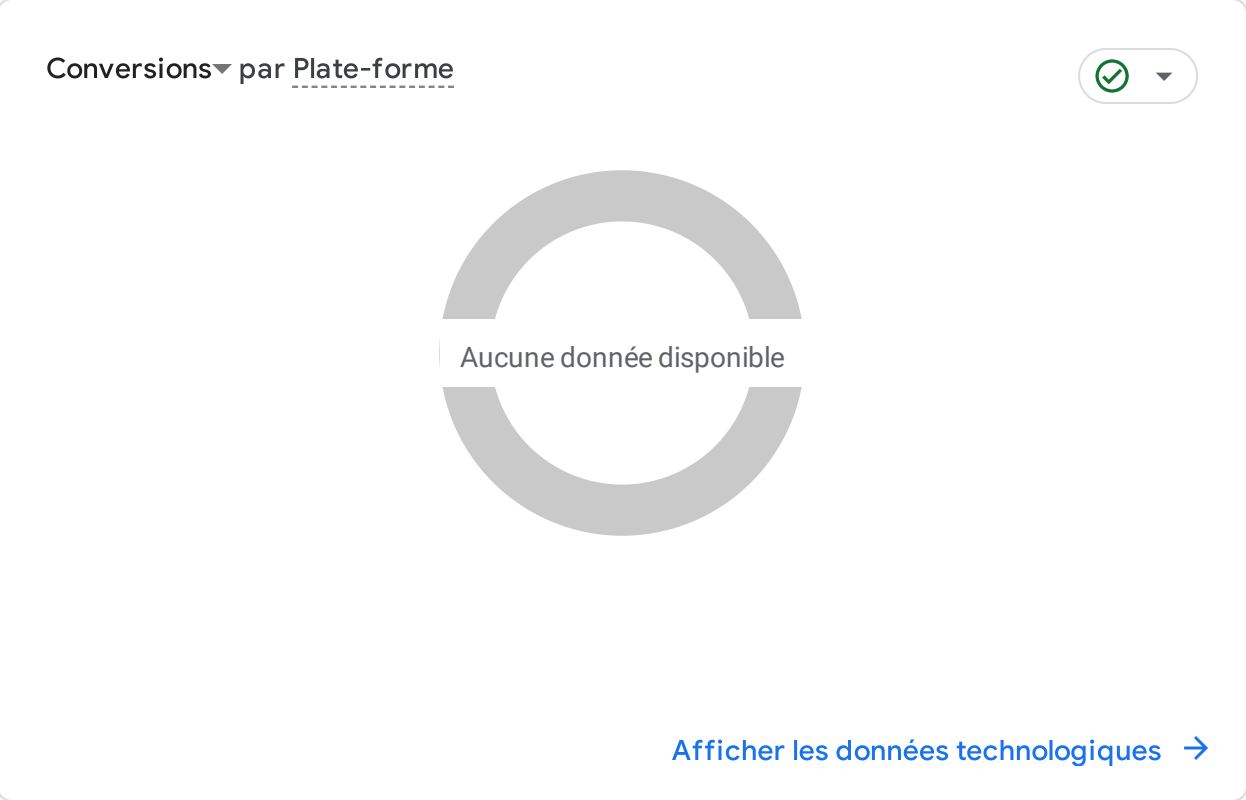 Conversions par Plate-forme
Aucune donnée disponible
Afficher les données technologiques